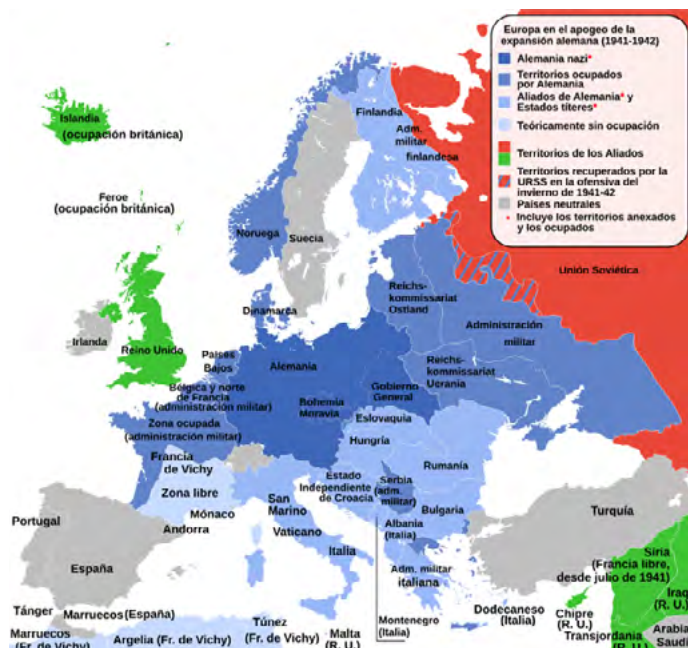 Europa en el apogeo de la
expansión alemana (1941-1942)
Alemania nazi*
Territorios ocupados
por Alemania
Aliados de Alemania* y
Estados títeres*
Teóricamente sin ocupación
Territorios de los Aliados
Territorios recuperados por la
URSS en la ofensiva del
invierno de 1941-42
Países neutrales
* Incluye los territorios anexados
y los ocupados
Islandia
(ocupación británica)
Feroe
(ocupación británica)
Finlandia
Adm.
militar
finlandesa
Noruega
Suecia
Unión Soviética
Dinamarca
Reichs-
kommissariat
Ostland
Administración
militar
Irlanda
Reino Unido
Países
Bajos
Alemania
Reichs-
kommissariat
Ucrania
Bélgica y norte
de Francia
(administración militar)
Bohemia
Moravia
Gobierno
General
Zona ocupada
(administración militar)
Eslovaquia
Hungría
Francia
de Vichy
Zona libre
Rumanía
Estado
Independiente
de Croacia
Serbia
(adm.
militar)
Mónaco
Andorra
San
Marino
Vaticano
Bulgaria
Albania
(Italia)
Portugal
España
Italia
Adm. militar
italiana
Turquía
Siria
(Francia libre,
desde julio de 1941)
Iraq
(R. U.)
Tánger
Marruecos (España)
Marruecos
(Fr. de Vichy)
Argelia (Fr. de Vichy)
Túnez
(Fr. de Vichy)
Malta
(R. U.)
Montenegro
(Italia)
Dodecaneso
(Italia)
Chipre
(R. U.)
Transjordania
(R. U.)
Arabia
Saudí